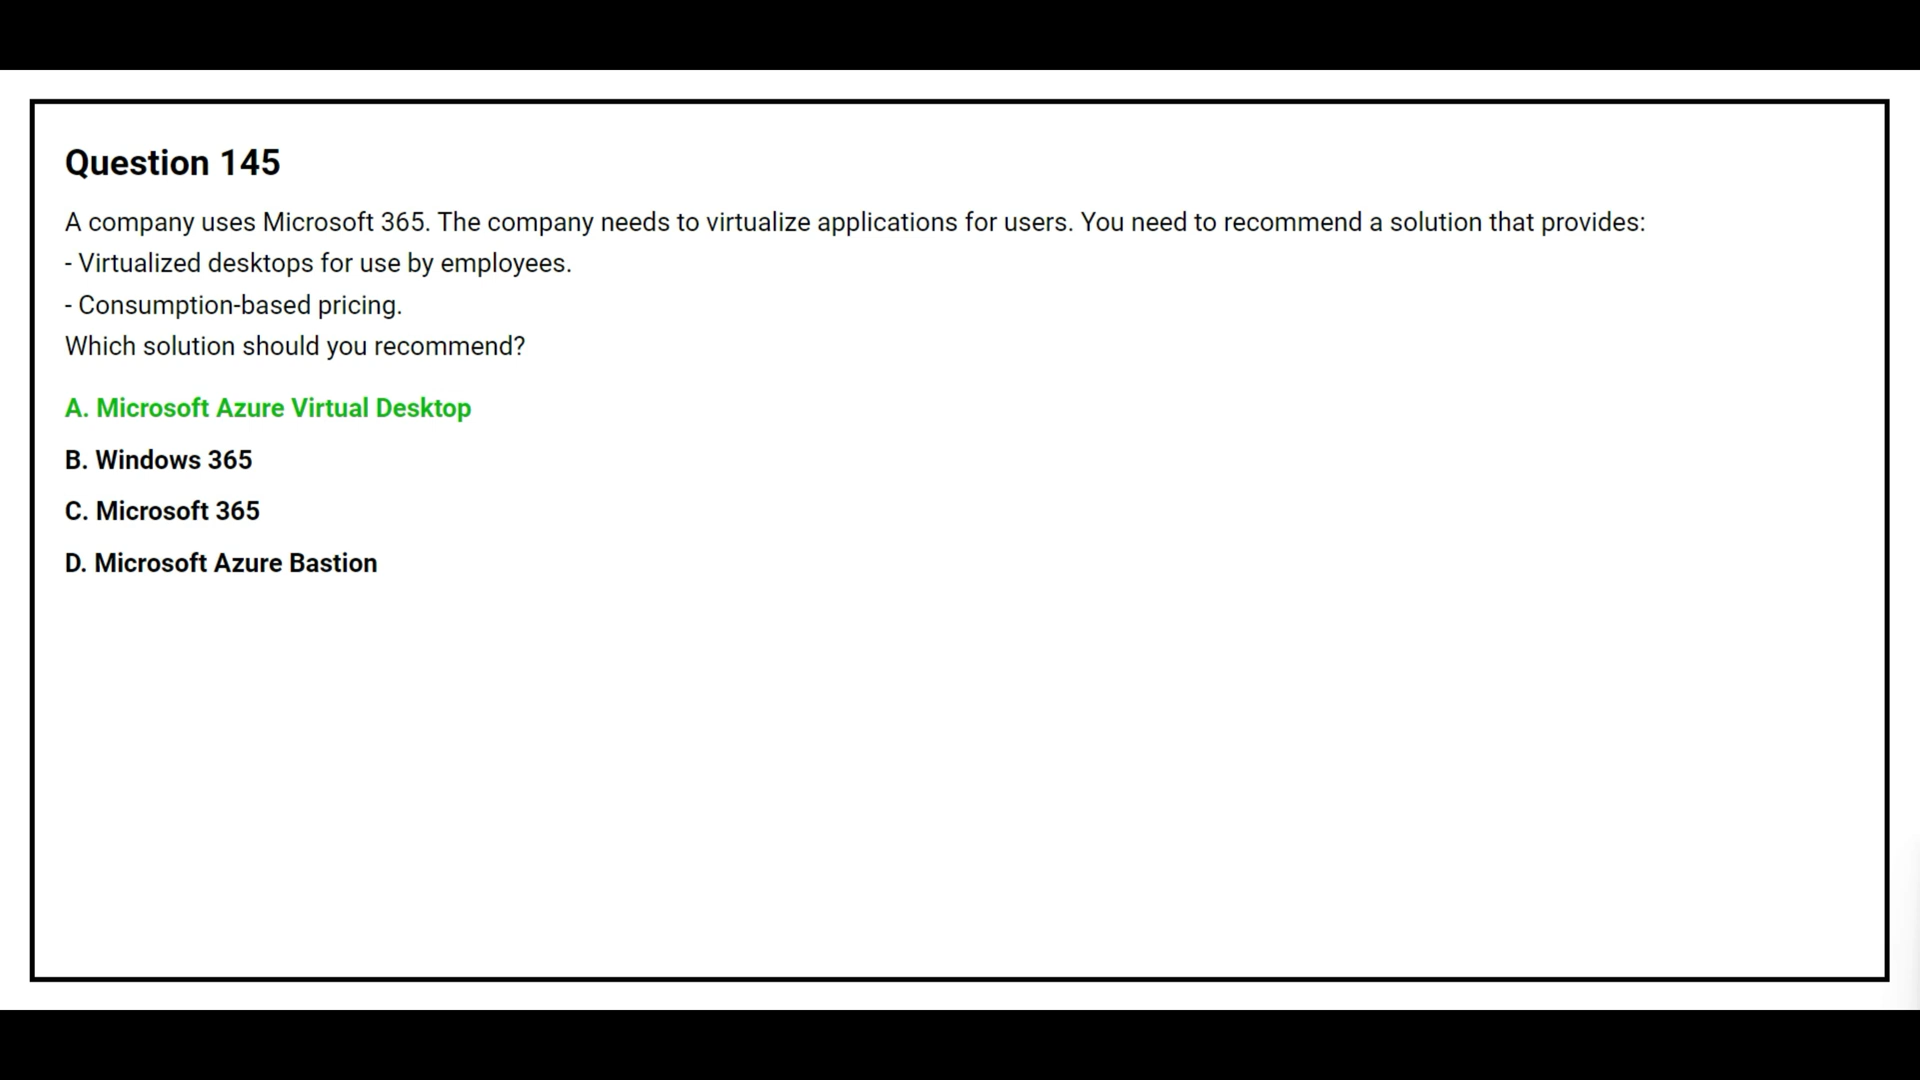 Question 145
A company uses Microsoft 365. The company needs to virtualize applications for users. You need to recommend a solution that provides:
- Virtualized desktops for use by employees.
- Consumption-based pricing.
Which solution should you recommend?
A. Microsoft Azure Virtual Desktop
B. Windows 365
C. Microsoft 365
D. Microsoft Azure Bastion